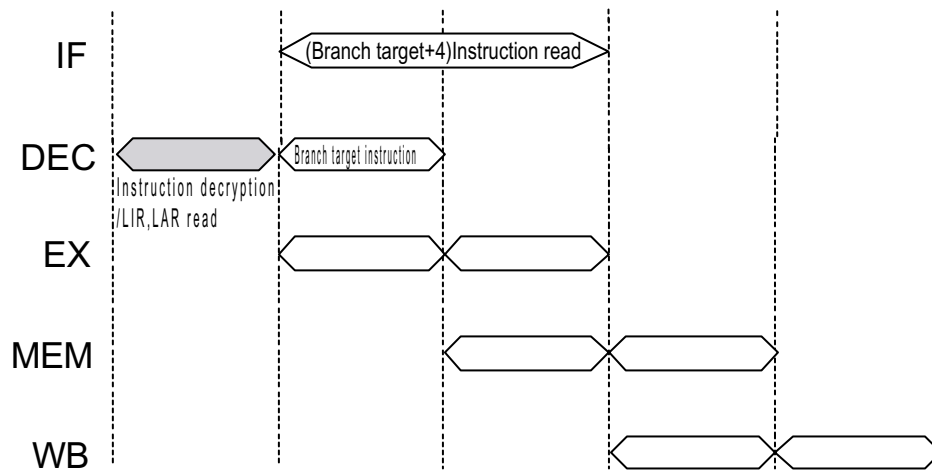 IF
(Branch target+4)Instruction read
DEC
Branch target instruction
Instruction decryption
/LIR,LAR read
EX
MEM
WB